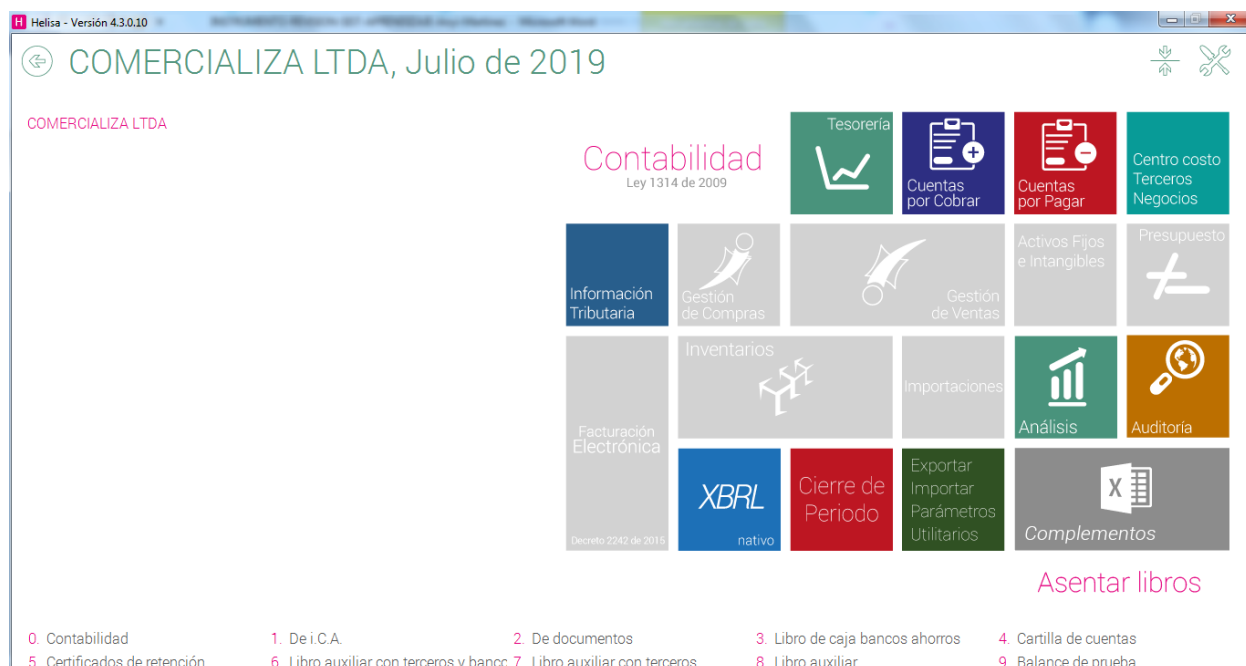 Helisa - Versión 4.3.0.10
COMERCIALIZA LTDA, Julio de 2019
COMERCIALIZA LTDA
Contabilidad
Ley 1314 de 2009
Tesorería
Cuentas
por Cobrar
Cuentas
por Pagar
Centro costo
Terceros
Negocios
Información
Tributaria
Gestión
de Compras
Gestión
de Ventas
Activos Fijos
e Intangibles
Presupuesto
Facturación
Electrónica
Decreto 2242 de 2015
Inventarios
Importaciones
Análisis
Auditoría
XBRL
nativo
Cierre de
Periodo
Exportar
Importar
Parámetros
Utilitarios
X
Complementos
Asentar libros
0. Contabilidad
1. De i.C.A.
2. De documentos
3. Libro de caja bancos ahorros
4. Cartilla de cuentas
5. Certificados de retención
6. Libro auxiliar con terceros y banco
7. Libro auxiliar con terceros
8. Libro auxiliar
9. Balance de prueba